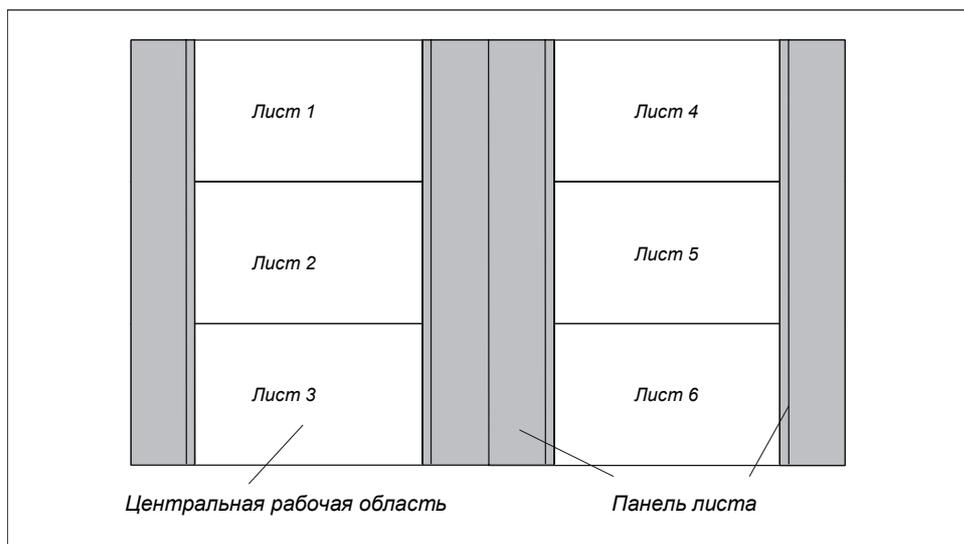 Лист 1
Лист 4
Лист 2
Лист 5
Лист 3
Лист 6
Центральная рабочая область
Панель листа